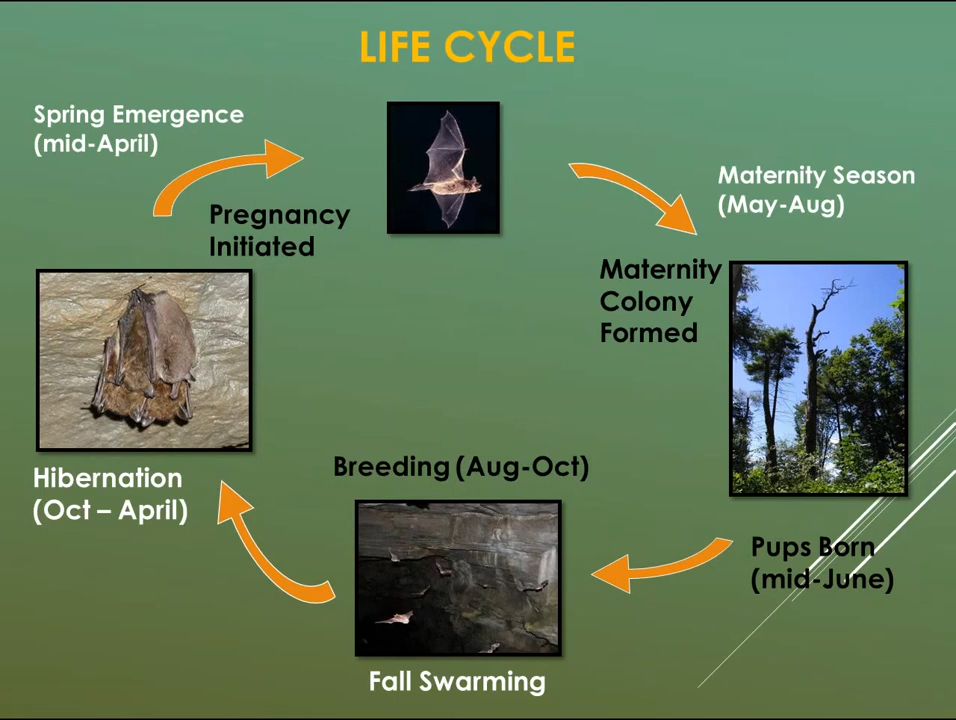 LIFE CYCLE
Spring Emergence
(mid-April)
Pregnancy
Initiated
Maternity Season
(May-Aug)
Maternity
Colony
Formed
Hibernation
(Oct – April)
Breeding (Aug-Oct)
Pups Born
(mid-June)
Fall Swarming